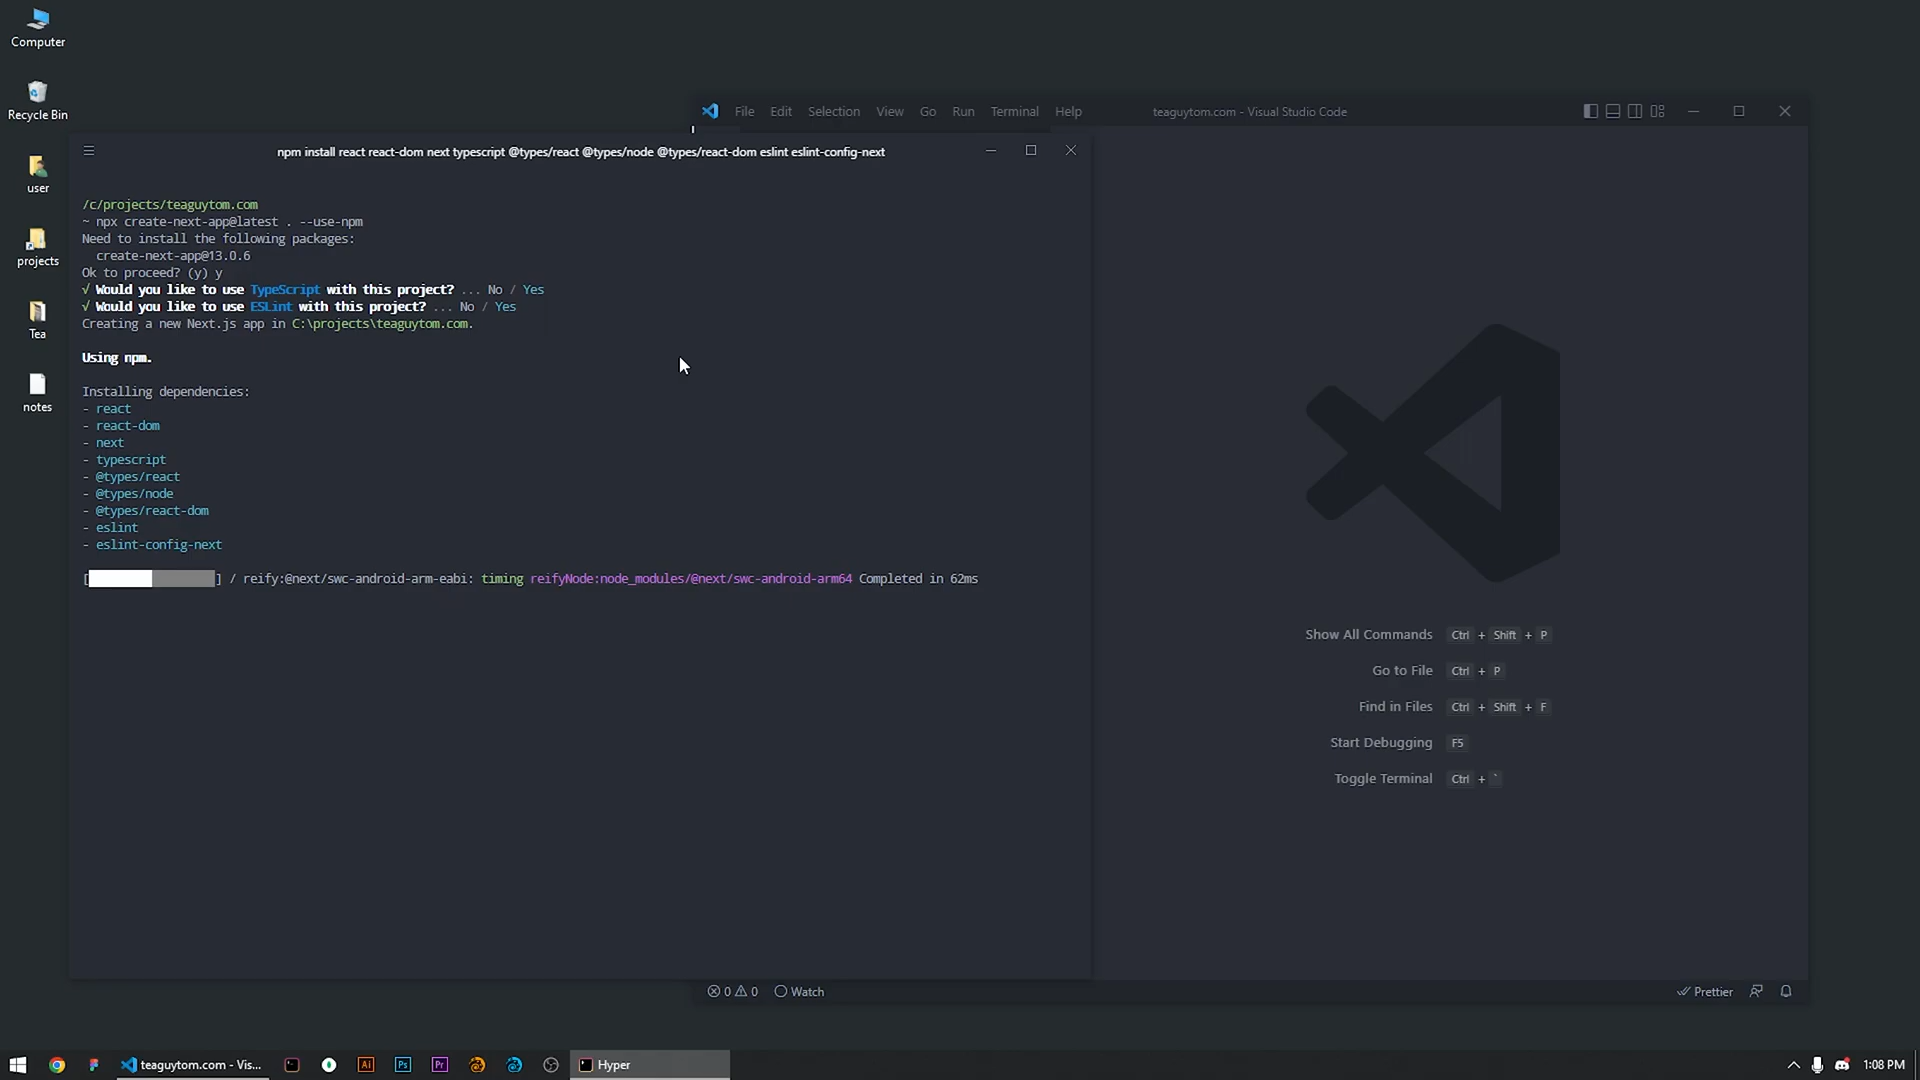 Computer
Recycle Bin
user
projects
Tea
notes
File Edit Selection View Go Run Terminal Help
teaguytom.com - Visual Studio Code
npm install react react-dom next typescript @types/react @types/node @types/react-dom eslint eslint-config-next
/c/projects/teaguytom.com
~ npx create-next-app@latest . --use-npm
Need to install the following packages:
create-next-app@13.0.6
Ok to proceed? (y) y
√ Would you like to use TypeScript with this project? ... No / Yes
√ Would you like to use ESLint with this project? ... No / Yes
Creating a new Next.js app in C:\projects\teaguytom.com.
Using npm.
Installing dependencies:
- react
- react-dom
- next
- typescript
- @types/react
- @types/node
- @types/react-dom
- eslint
- eslint-config-next
[ ] / reify:@next/swc-android-arm-eabi: timing reifyNode:node_modules/@next/swc-android-arm64 Completed in 62ms
Show All Commands Ctrl + Shift + P
Go to File Ctrl + P
Find in Files Ctrl + Shift + F
Start Debugging F5
Toggle Terminal Ctrl + `
0 0 Watch
Prettier
teaguytom.com - Vis...
Ai
Ps
Pr
Hyper
1:08 PM